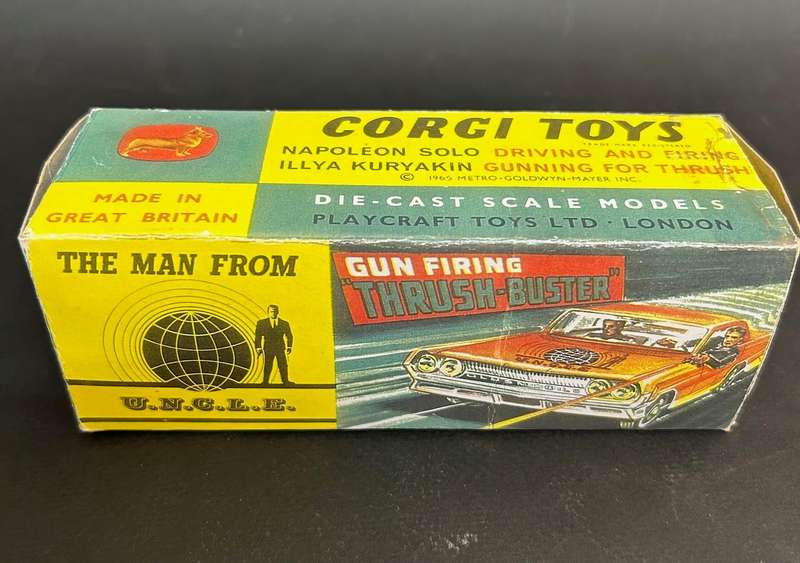 CORGI TOYS
TRADE MARK REGISTERED
NAPOLEON SOLO DRIVING AND FIRING
ILLYA KURYAKIN GUNNING FOR THRUSH
© 1965 METRO-GOLDWYN-MAYER INC.
MADE IN
GREAT BRITAIN
DIE-CAST SCALE MODELS
PLAYCRAFT TOYS LTD · LONDON
THE MAN FROM
U.N.C.L.E.
GUN FIRING
"THRUSH-BUSTER"
U.N.C.L.E.
OLDSMOBILE